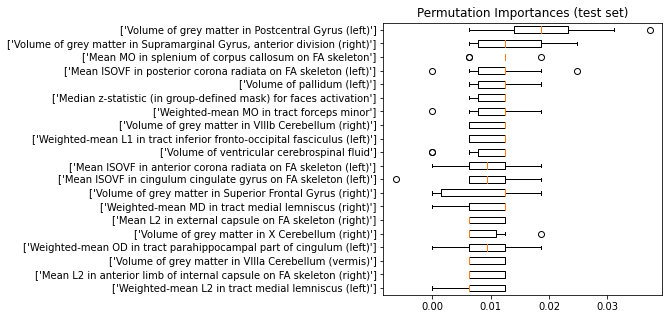 Permutation Importances (test set)
['Volume of grey matter in Postcentral Gyrus (left)']
['Volume of grey matter in Supramarginal Gyrus, anterior division (right)']
['Mean MO in splenium of corpus callosum on FA skeleton']
['Mean ISOVF in posterior corona radiata on FA skeleton (left)']
['Volume of pallidum (left)']
['Median z-statistic (in group-defined mask) for faces activation']
['Weighted-mean MO in tract forceps minor']
['Volume of grey matter in VIIIb Cerebellum (right)']
['Weighted-mean L1 in tract inferior fronto-occipital fasciculus (left)']
['Volume of ventricular cerebrospinal fluid']
['Mean ISOVF in anterior corona radiata on FA skeleton (left)']
['Mean ISOVF in cingulum cingulate gyrus on FA skeleton (left)']
['Volume of grey matter in Superior Frontal Gyrus (right)']
['Weighted-mean MD in tract medial lemniscus (right)']
['Mean L2 in external capsule on FA skeleton (right)']
['Volume of grey matter in X Cerebellum (right)']
['Weighted-mean OD in tract parahippocampal part of cingulum (left)']
['Volume of grey matter in VIIIa Cerebellum (vermis)']
['Mean L2 in anterior limb of internal capsule on FA skeleton (right)']
['Weighted-mean L2 in tract medial lemniscus (left)']
0.00 0.01 0.02 0.03